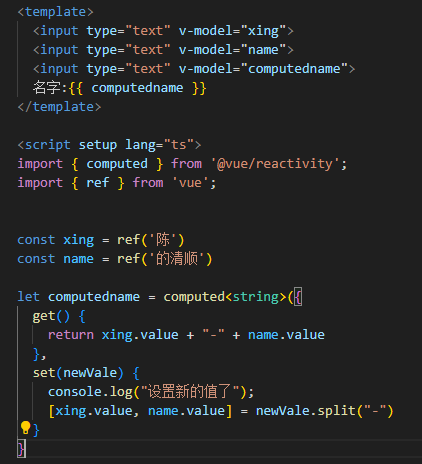 <template>
  <input type="text" v-model="xing">
  <input type="text" v-model="name">
  <input type="text" v-model="computedname">
  名字:{{ computedname }}
</template>

<script setup lang="ts">
import { computed } from '@vue/reactivity';
import { ref } from 'vue';


const xing = ref('陈')
const name = ref('的清顺')

let computedname = computed<string>({
  get() {
    return xing.value + "-" + name.value
  },
  set(newVale) {
    console.log("设置新的值了");
    [xing.value, name.value] = newVale.split("-")
  }
}